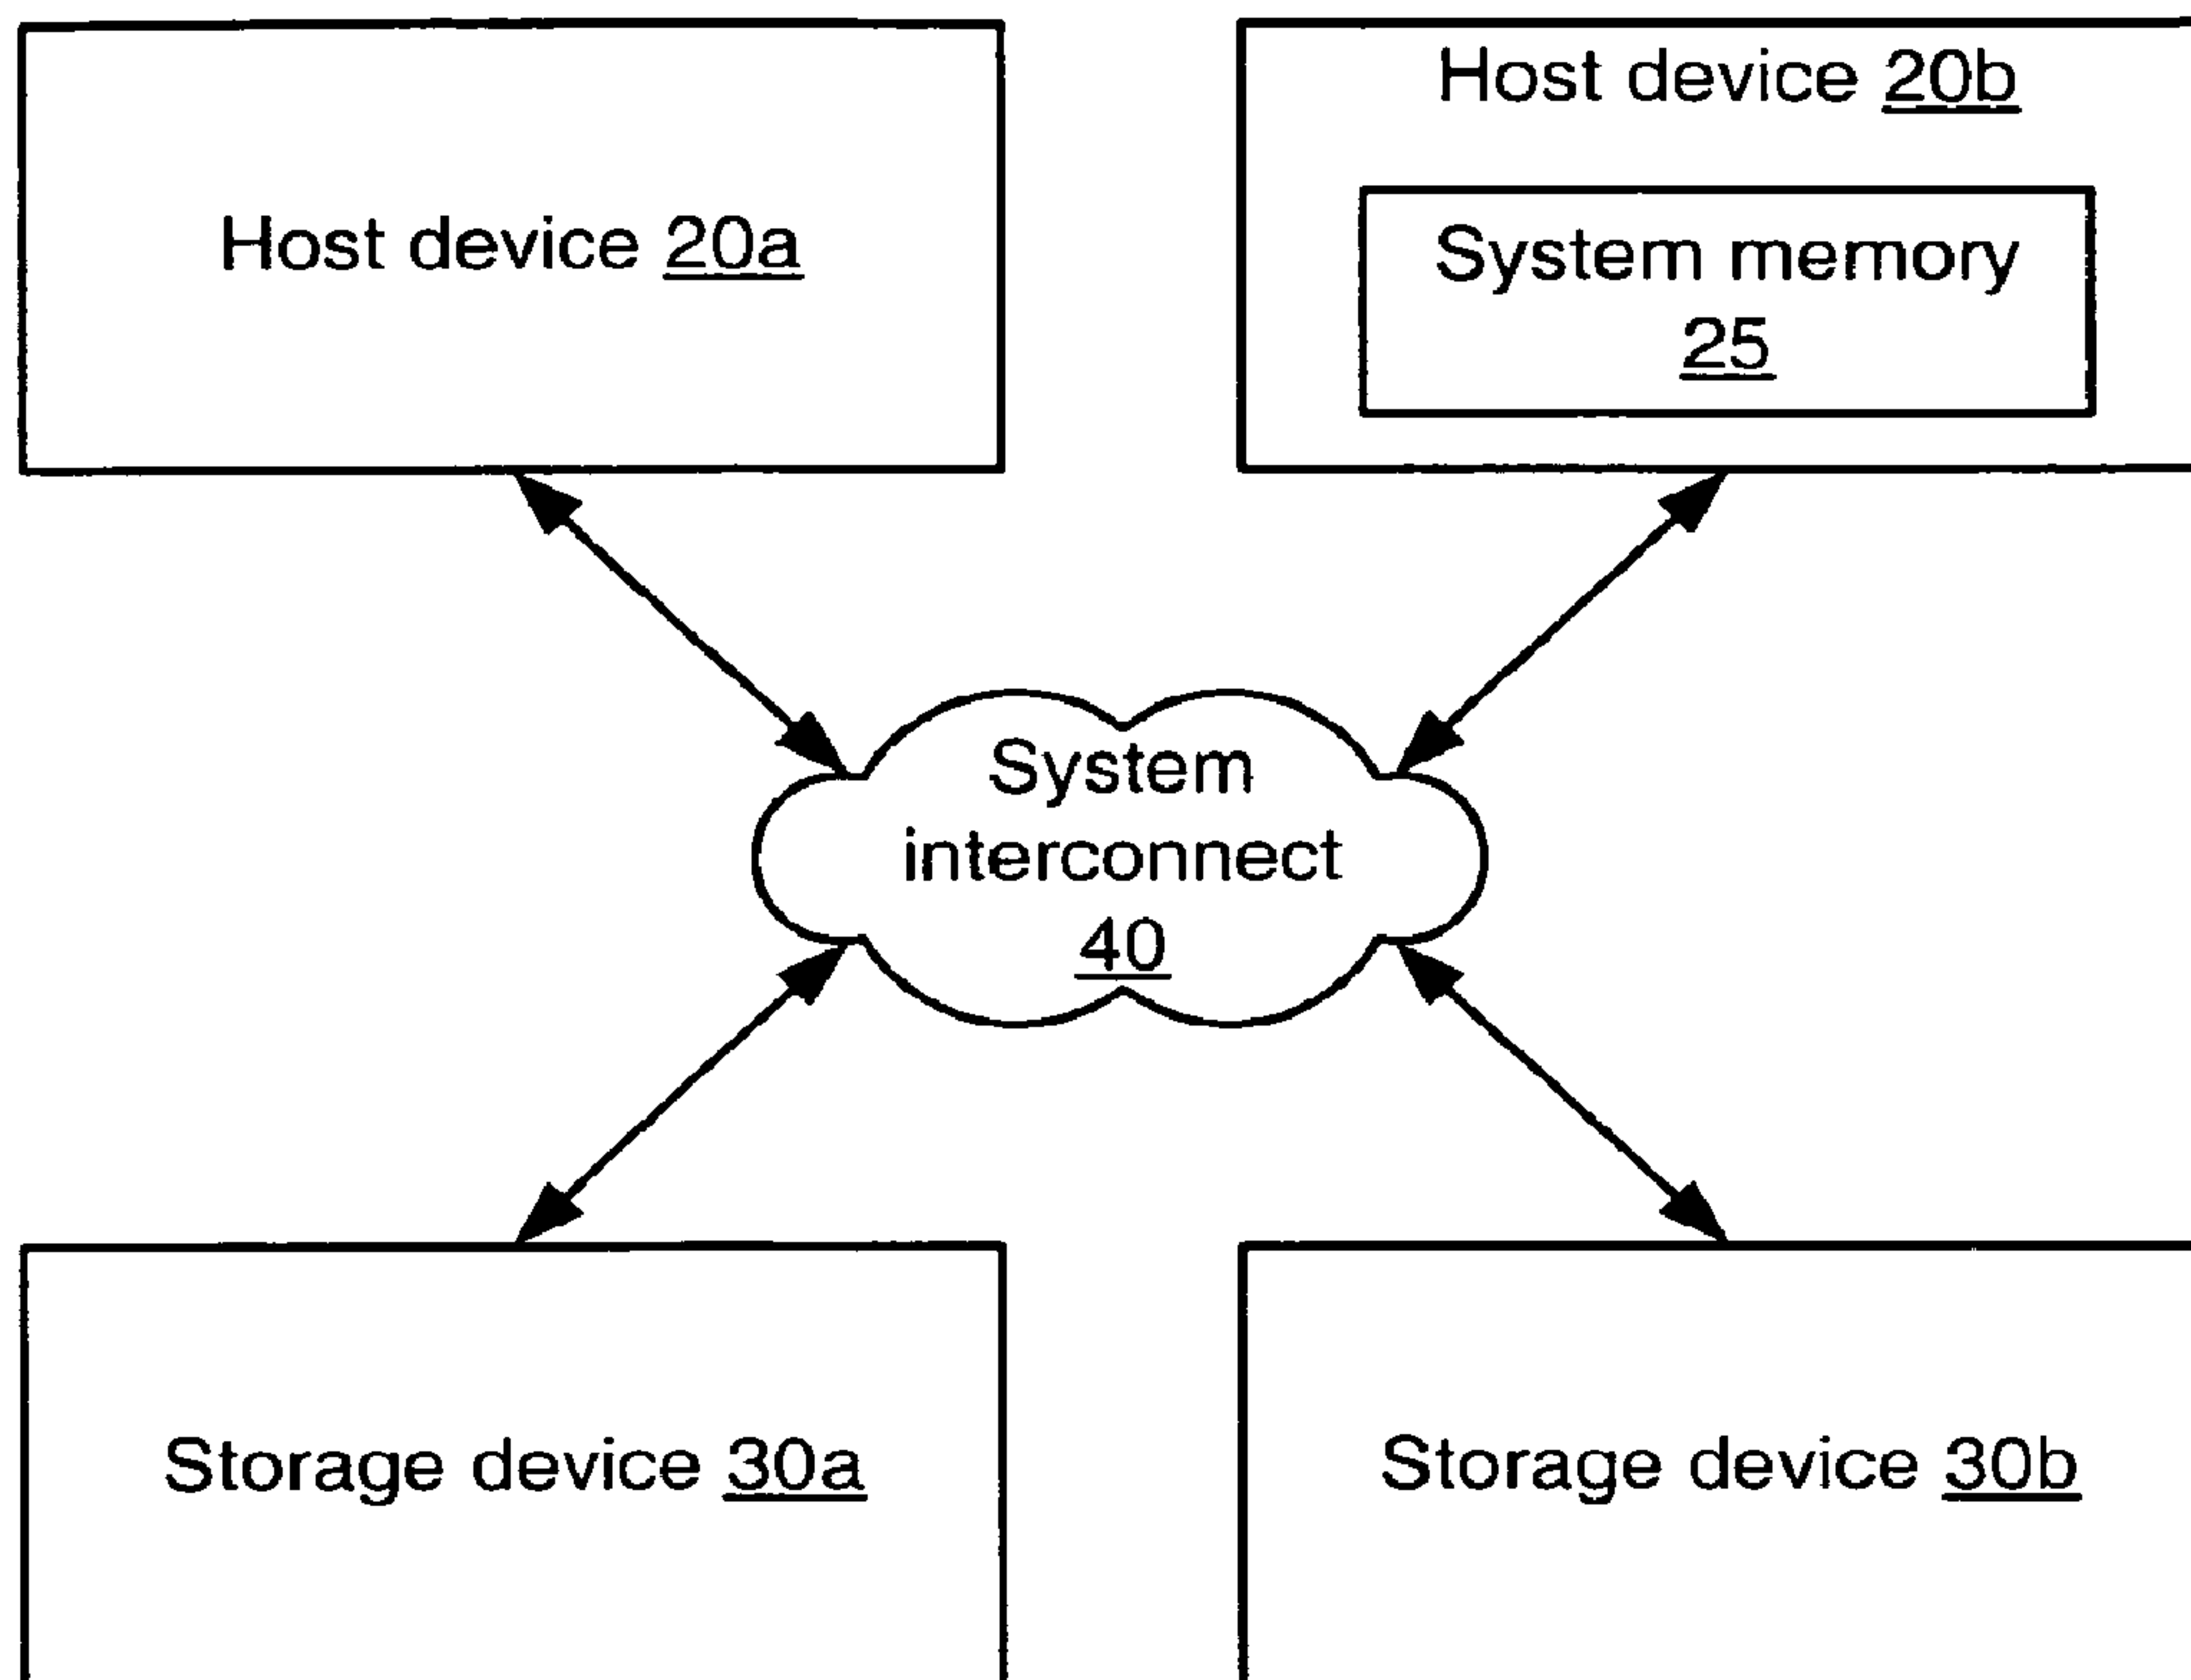 Host device 20a
Host device 20b
System memory
25
System
interconnect
40
Storage device 30a
Storage device 30b